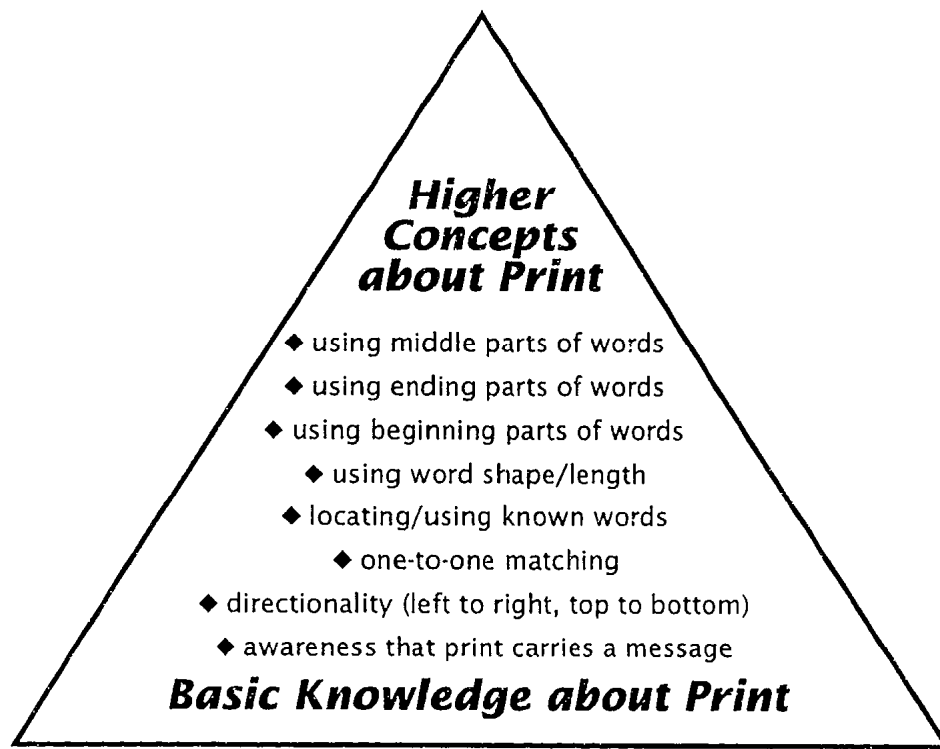 Higher
Concepts
about Print
◆ using middle parts of words
◆ using ending parts of words
◆ using beginning parts of words
◆ using word shape/length
◆ locating/using known words
◆ one-to-one matching
◆ directionality (left to right, top to bottom)
◆ awareness that print carries a message
Basic Knowledge about Print